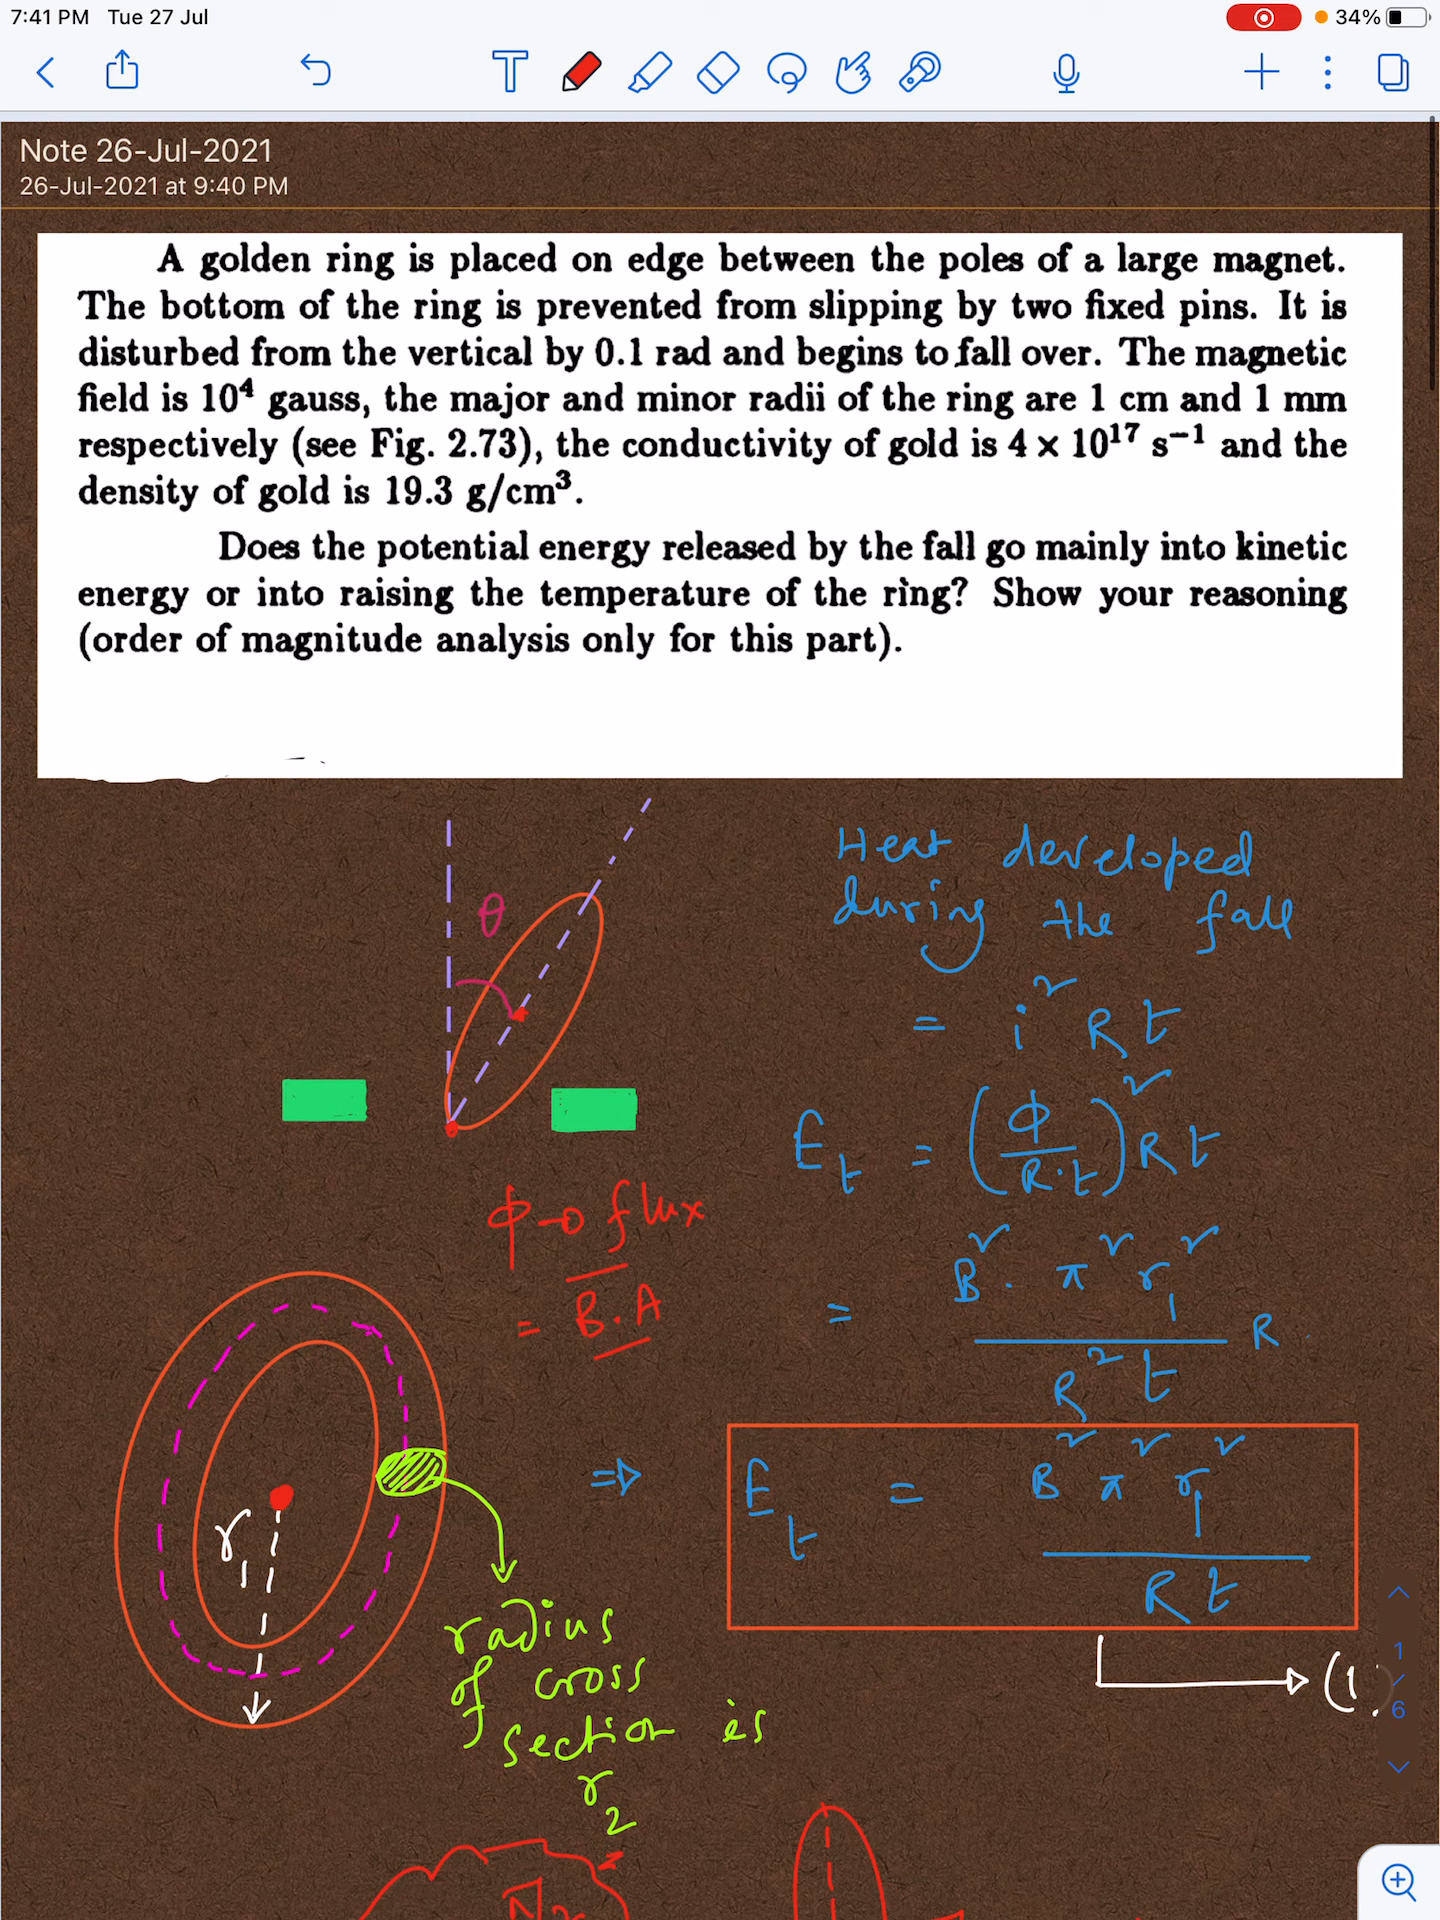 7:41 PM Tue 27 Jul
34%
Note 26-Jul-2021
26-Jul-2021 at 9:40 PM
A golden ring is placed on edge between the poles of a large magnet.
The bottom of the ring is prevented from slipping by two fixed pins. It is
disturbed from the vertical by 0.1 rad and begins to fall over. The magnetic
field is 10⁴ gauss, the major and minor radii of the ring are 1 cm and 1 mm
respectively (see Fig. 2.73), the conductivity of gold is 4 × 10¹⁷ s⁻¹ and the
density of gold is 19.3 g/cm³.
Does the potential energy released by the fall go mainly into kinetic
energy or into raising the temperature of the ring? Show your reasoning
(order of magnitude analysis only for this part).
θ
Heat developed
during the fall
= i² R t
E_t = (ϕ / R·t)² R t
ϕ → flux
= B·A
= B² · π² r₁² / R² t R
⇒ E_t = B² π² r₁² / R t
→ (1)
r₁
radius
of cross
section is
r₂
1/6